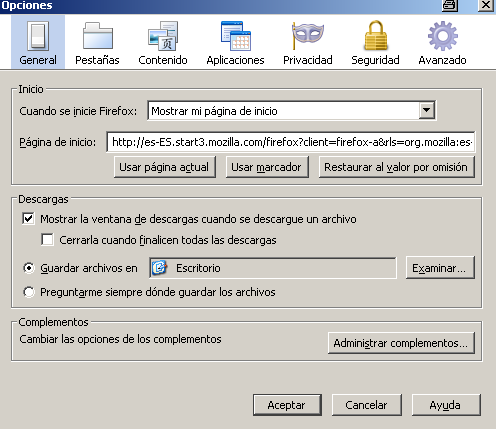 Opciones
General Pestañas Contenido Aplicaciones Privacidad Seguridad Avanzado
Inicio
Cuando se inicie Firefox: Mostrar mi página de inicio
Página de inicio: http://es-ES.start3.mozilla.com/firefox?client=firefox-a&rls=org.mozilla:es-
Usar página actual Usar marcador Restaurar al valor por omisión
Descargas
Mostrar la ventana de descargas cuando se descargue un archivo
Cerrarla cuando finalicen todas las descargas
Guardar archivos en Escritorio Examinar...
Preguntarme siempre dónde guardar los archivos
Complementos
Cambiar las opciones de los complementos Administrar complementos...
Aceptar Cancelar Ayuda